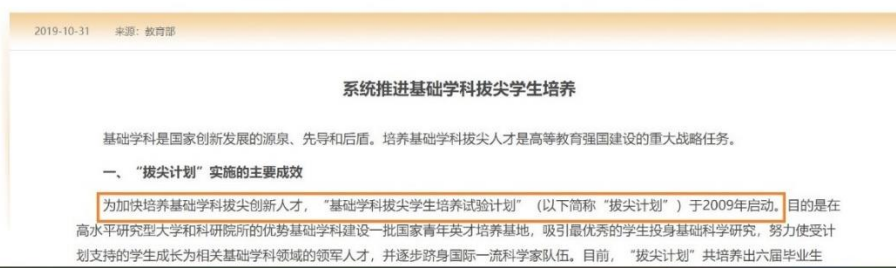 2019-10-31 来源：教育部
系统推进基础学科拔尖学生培养
基础学科是国家创新发展的源泉、先导和后盾。培养基础学科拔尖人才是高等教育强国建设的重大战略任务。
一、“拔尖计划”实施的主要成效
为加快培养基础学科拔尖创新人才，“基础学科拔尖学生培养试验计划”（以下简称“拔尖计划”）于2009年启动。目的是在
高水平研究型大学和科研院所的优势基础学科建设一批国家青年英才培养基地，吸引最优秀的学生投身基础科学研究，努力使受计
划支持的学生成长为相关基础学科领域的领军人才，并逐步跻身国际一流科学家队伍。目前，“拔尖计划”共培养出六届毕业生